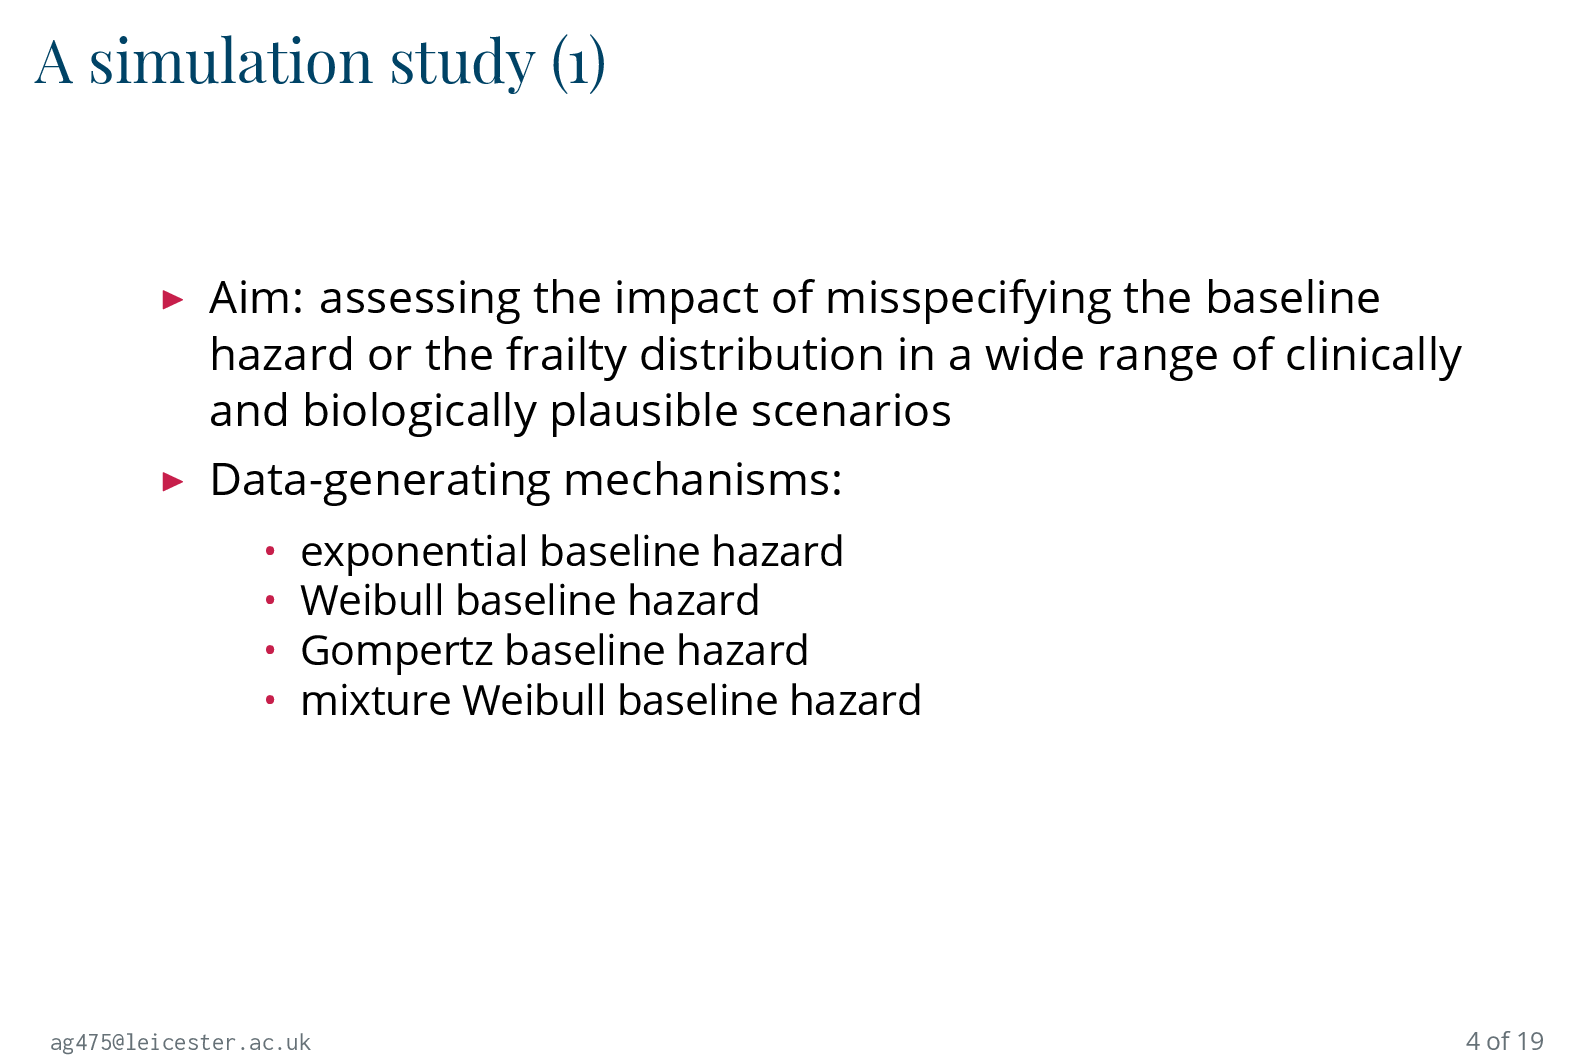 A simulation study (1)
▶ Aim: assessing the impact of misspecifying the baseline
hazard or the frailty distribution in a wide range of clinically
and biologically plausible scenarios
▶ Data-generating mechanisms:
• exponential baseline hazard
• Weibull baseline hazard
• Gompertz baseline hazard
• mixture Weibull baseline hazard
ag475@leicester.ac.uk
4 of 19